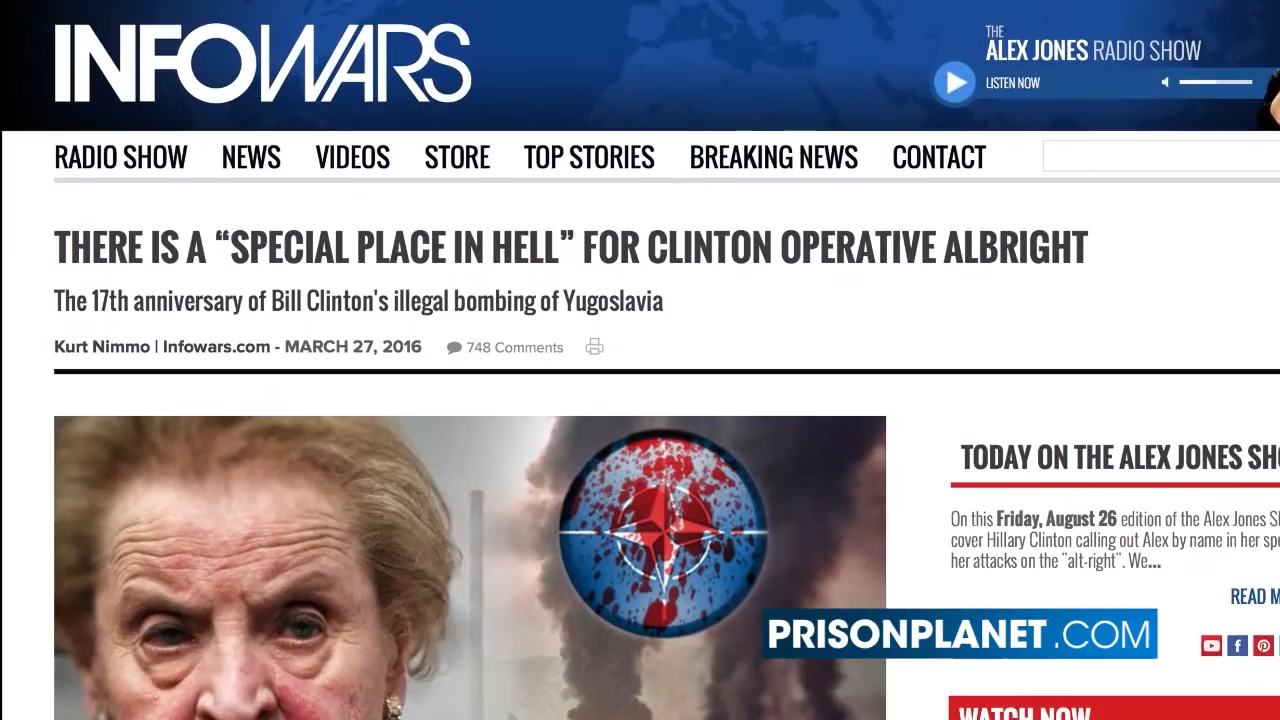 INFOWARS
THE
ALEX JONES RADIO SHOW
LISTEN NOW
RADIO SHOW NEWS VIDEOS STORE TOP STORIES BREAKING NEWS CONTACT
THERE IS A “SPECIAL PLACE IN HELL” FOR CLINTON OPERATIVE ALBRIGHT
The 17th anniversary of Bill Clinton's illegal bombing of Yugoslavia
Kurt Nimmo | Infowars.com - MARCH 27, 2016 748 Comments
TODAY ON THE ALEX JONES SH
On this Friday, August 26 edition of the Alex Jones S
cover Hillary Clinton calling out Alex by name in her spe
her attacks on the "alt-right". We...
READ M
PRISONPLANET.COM
WATCH NOW